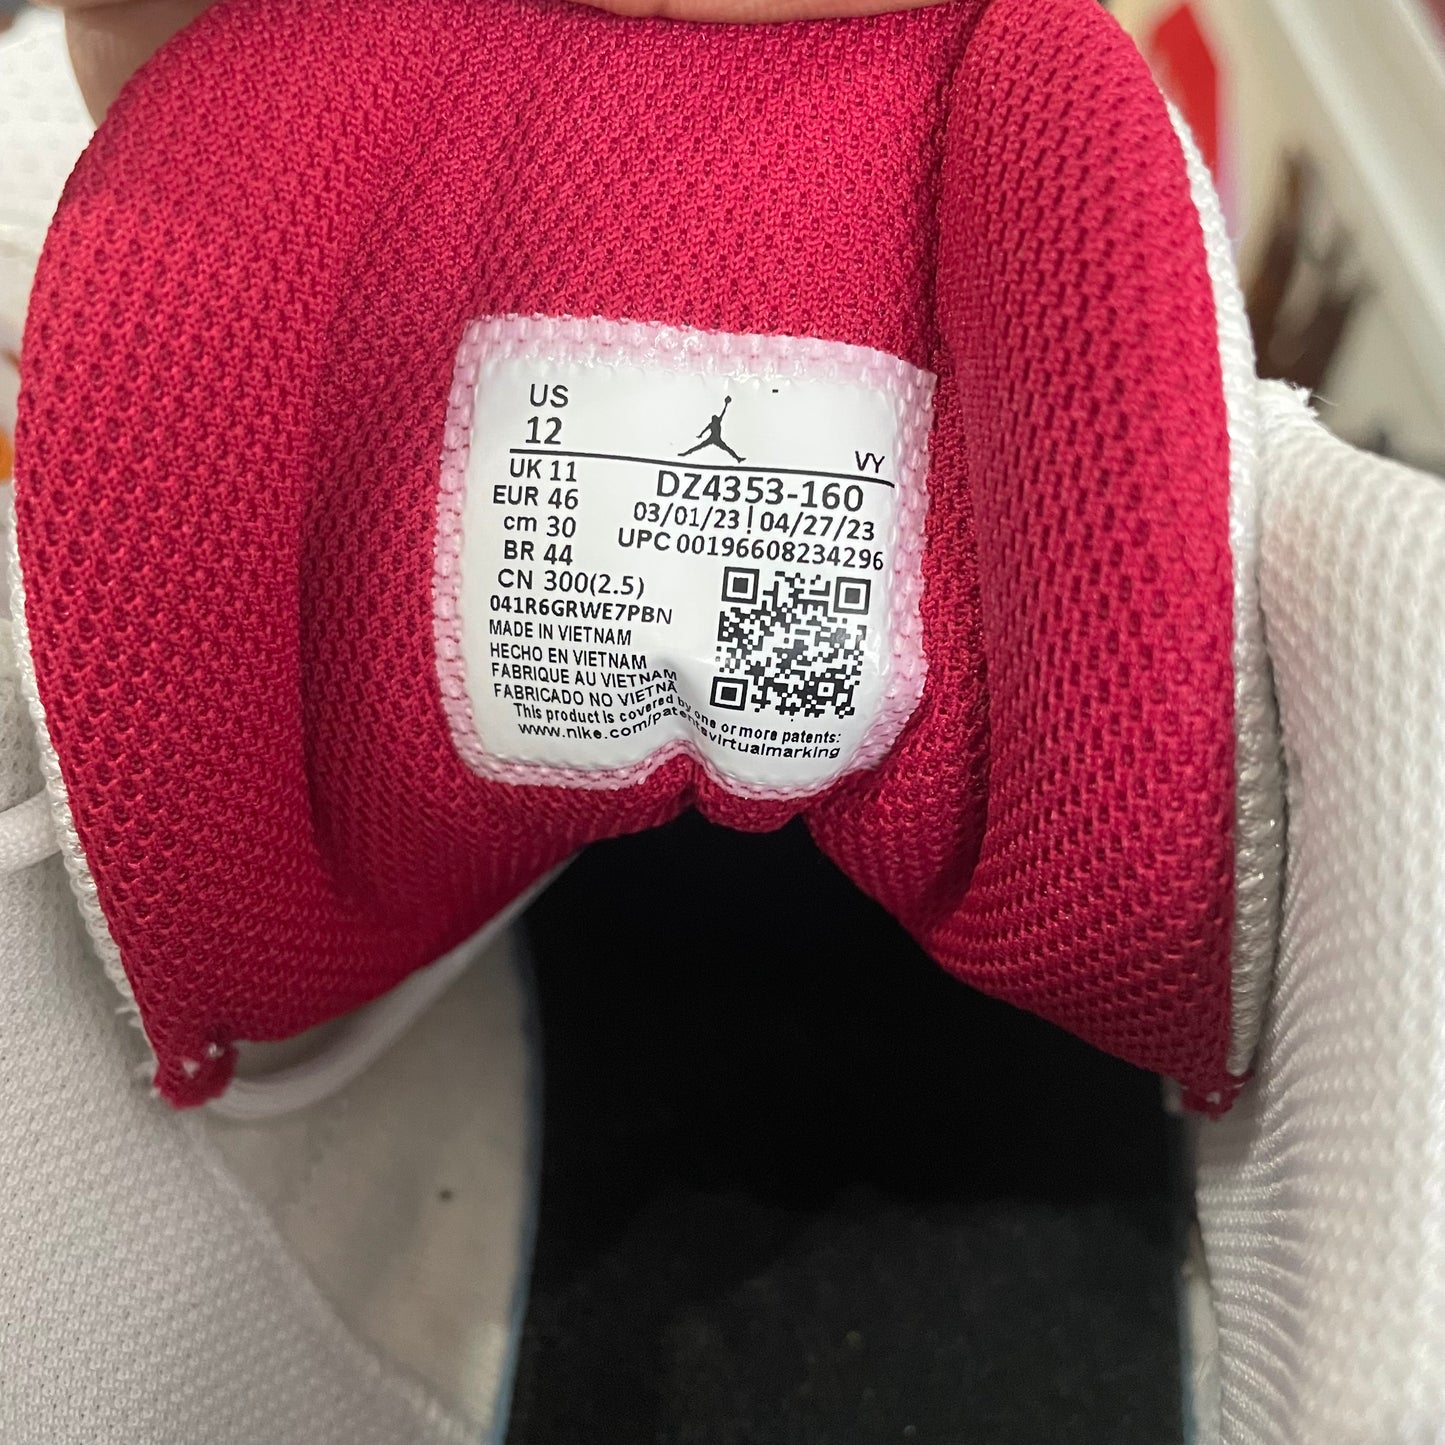 US
12
VY
UK 11
EUR 46
cm 30
BR 44
CN 300(2.5)
DZ4353-160
03/01/23 | 04/27/23
UPC 00196608234296
041R6GRWE7PBN
MADE IN VIETNAM
HECHO EN VIETNAM
FABRIQUE AU VIETNAM
FABRICADO NO VIETNÃ
This product is covered by one or more patents:
www.nike.com/patentsvirtualmarking